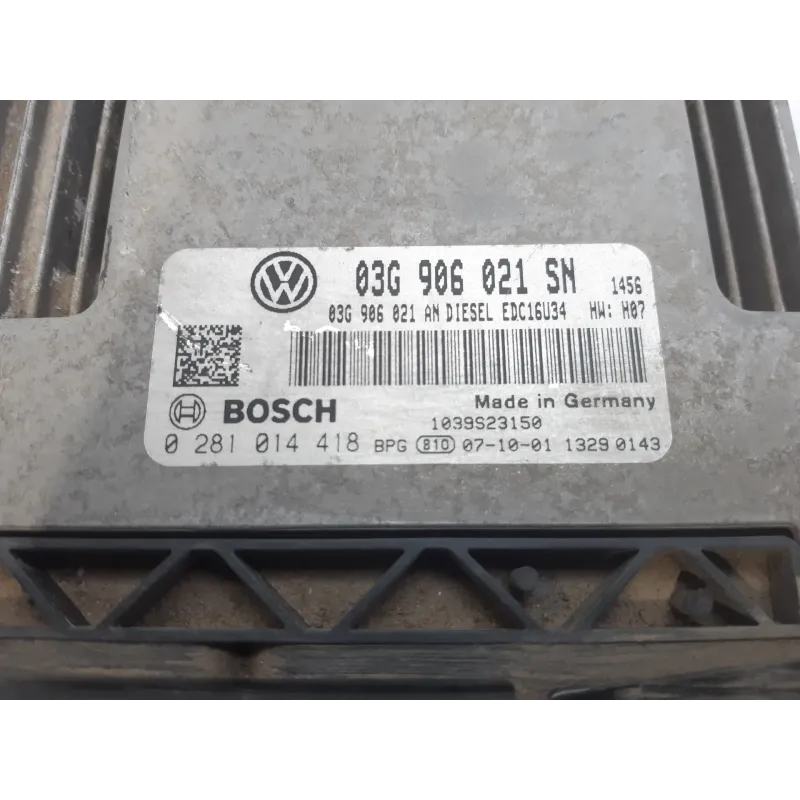 03G 906 021 SN 1456
03G 906 021 AN DIESEL EDC16U34 HW: H07
BOSCH Made in Germany
1039S23150
0 281 014 418 BPG 810 07-10-01 1329 0143